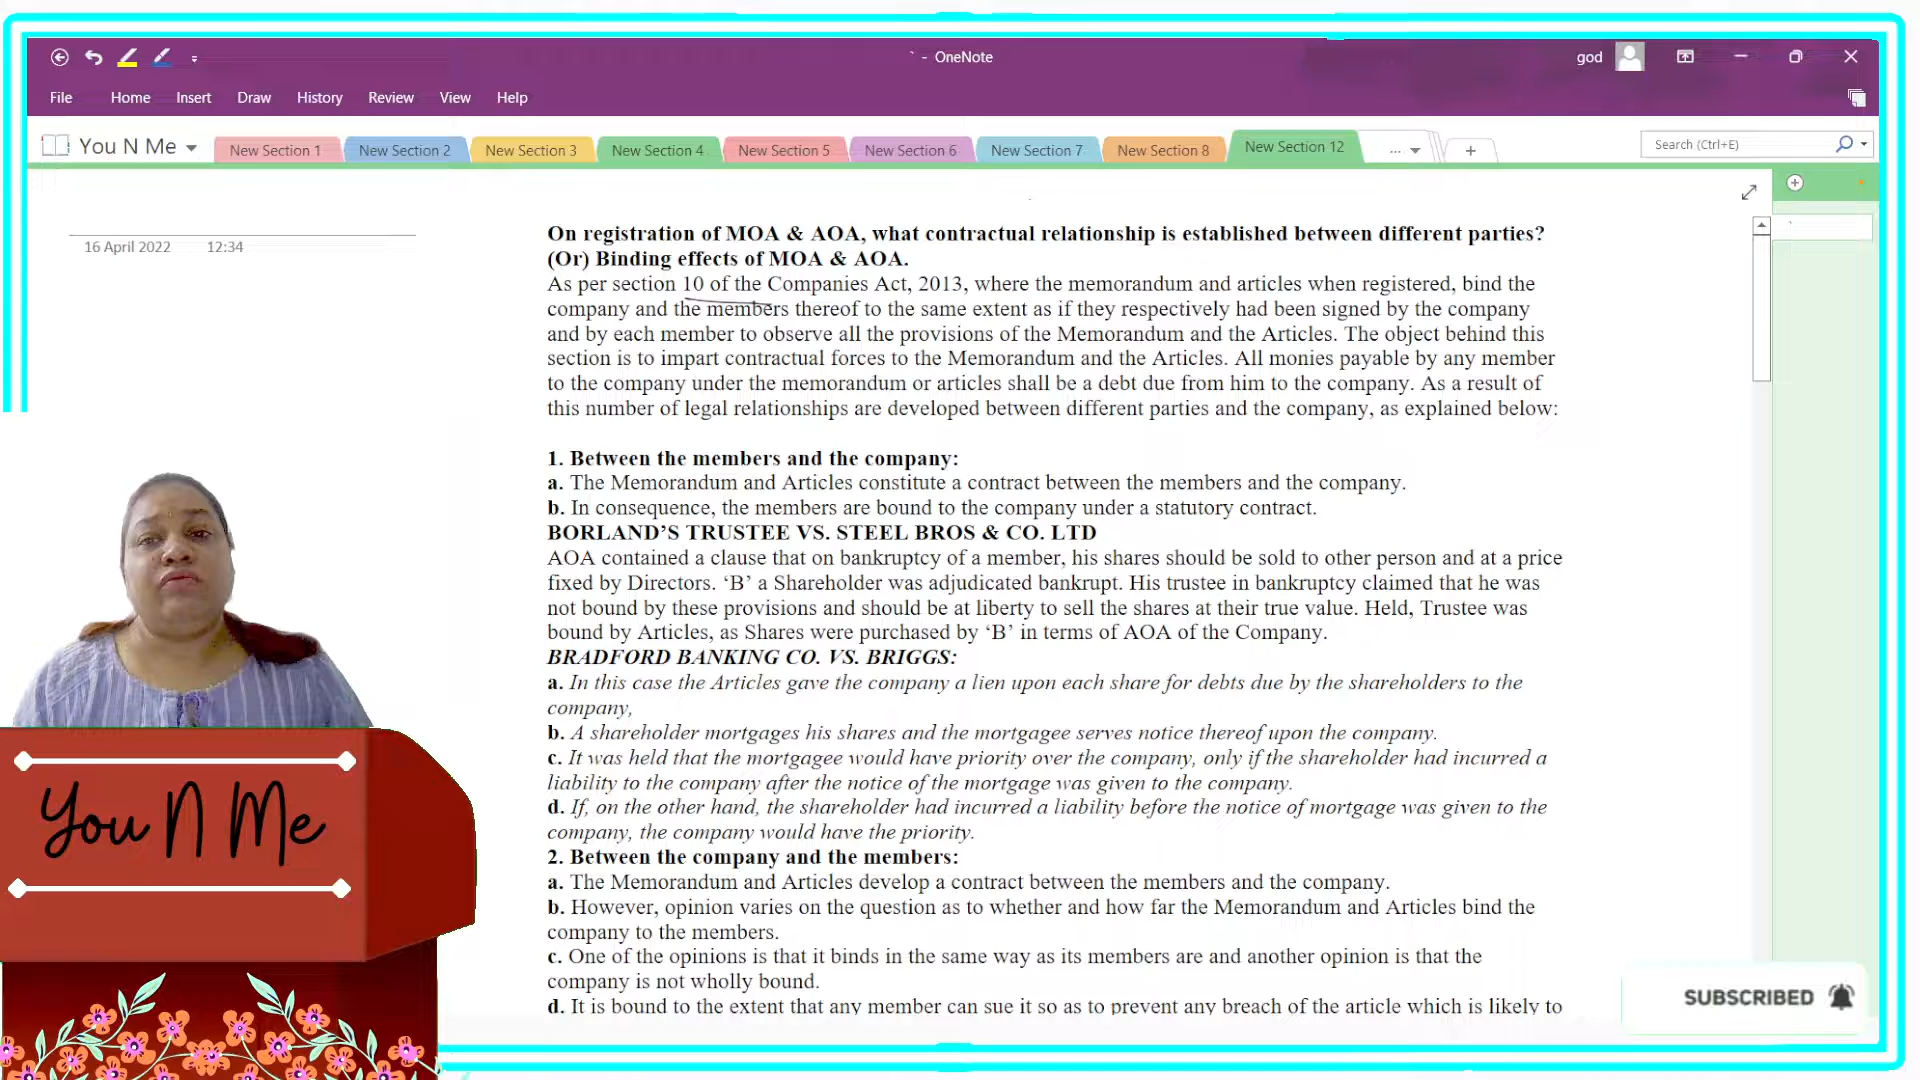 ` - OneNote
god
File Home Insert Draw History Review View Help
You N Me New Section 1 New Section 2 New Section 3 New Section 4 New Section 5 New Section 6 New Section 7 New Section 8 New Section 12 ... + Search (Ctrl+E)
16 April 2022 12:34
On registration of MOA & AOA, what contractual relationship is established between different parties?
(Or) Binding effects of MOA & AOA.
As per section 10 of the Companies Act, 2013, where the memorandum and articles when registered, bind the
company and the members thereof to the same extent as if they respectively had been signed by the company
and by each member to observe all the provisions of the Memorandum and the Articles. The object behind this
section is to impart contractual forces to the Memorandum and the Articles. All monies payable by any member
to the company under the memorandum or articles shall be a debt due from him to the company. As a result of
this number of legal relationships are developed between different parties and the company, as explained below:
1. Between the members and the company:
a. The Memorandum and Articles constitute a contract between the members and the company.
b. In consequence, the members are bound to the company under a statutory contract.
BORLAND’S TRUSTEE VS. STEEL BROS & CO. LTD
AOA contained a clause that on bankruptcy of a member, his shares should be sold to other person and at a price
fixed by Directors. ‘B’ a Shareholder was adjudicated bankrupt. His trustee in bankruptcy claimed that he was
not bound by these provisions and should be at liberty to sell the shares at their true value. Held, Trustee was
bound by Articles, as Shares were purchased by ‘B’ in terms of AOA of the Company.
BRADFORD BANKING CO. VS. BRIGGS:
a. In this case the Articles gave the company a lien upon each share for debts due by the shareholders to the
company,
b. A shareholder mortgages his shares and the mortgagee serves notice thereof upon the company.
c. It was held that the mortgagee would have priority over the company, only if the shareholder had incurred a
liability to the company after the notice of the mortgage was given to the company.
d. If, on the other hand, the shareholder had incurred a liability before the notice of mortgage was given to the
company, the company would have the priority.
2. Between the company and the members:
a. The Memorandum and Articles develop a contract between the members and the company.
b. However, opinion varies on the question as to whether and how far the Memorandum and Articles bind the
company to the members.
c. One of the opinions is that it binds in the same way as its members are and another opinion is that the
company is not wholly bound.
d. It is bound to the extent that any member can sue it so as to prevent any breach of the article which is likely to
You N Me
SUBSCRIBED